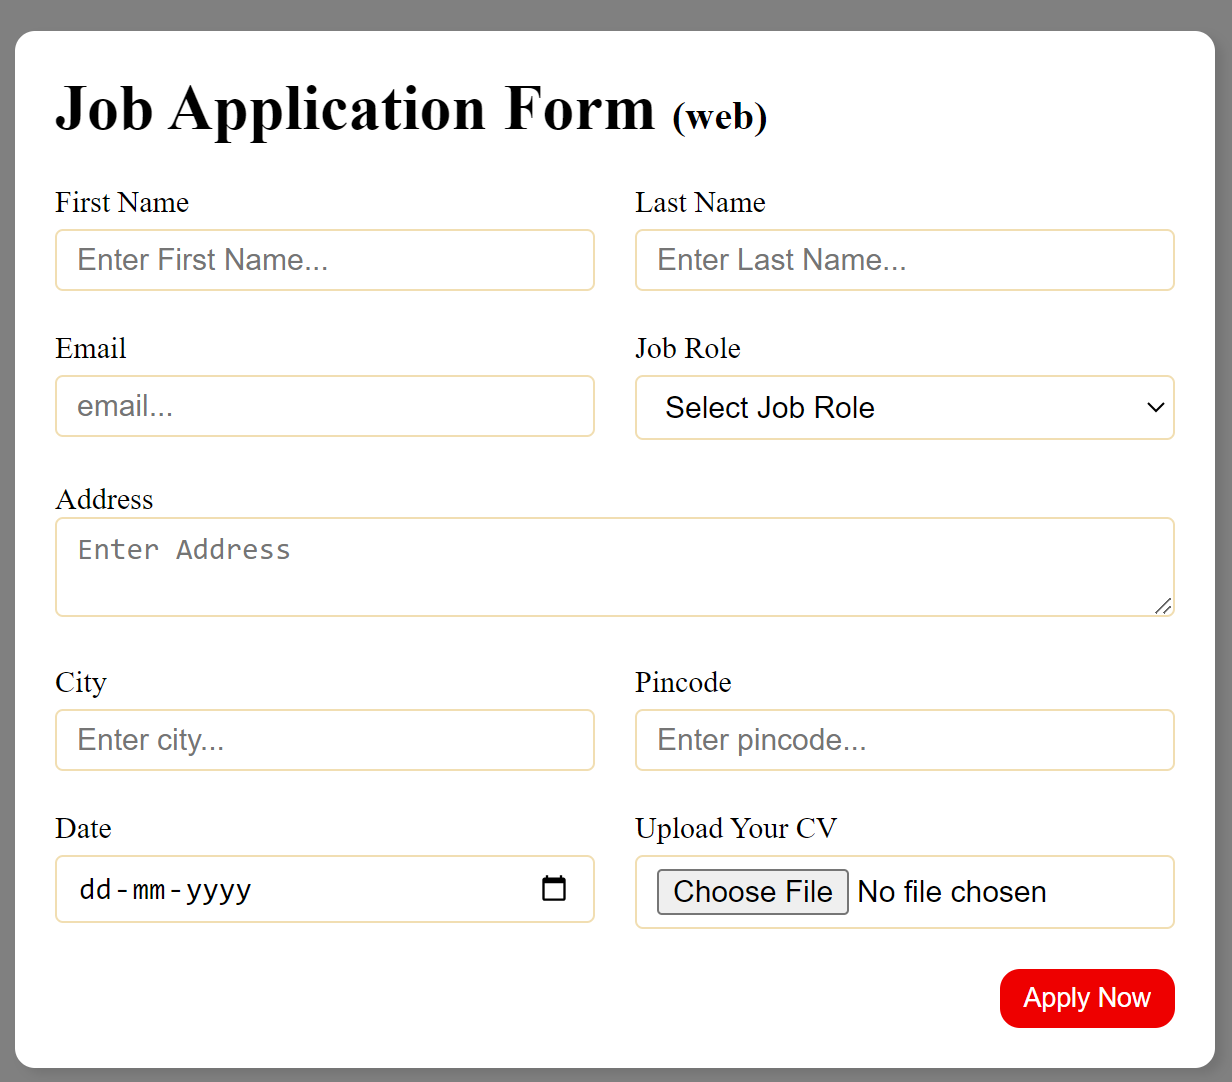 Job Application Form (web)
First Name
Last Name
Enter First Name...
Enter Last Name...
Email
Job Role
email...
Select Job Role
Address
Enter Address
City
Pincode
Enter city...
Enter pincode...
Date
Upload Your CV
dd-mm-yyyy
Choose File No file chosen
Apply Now